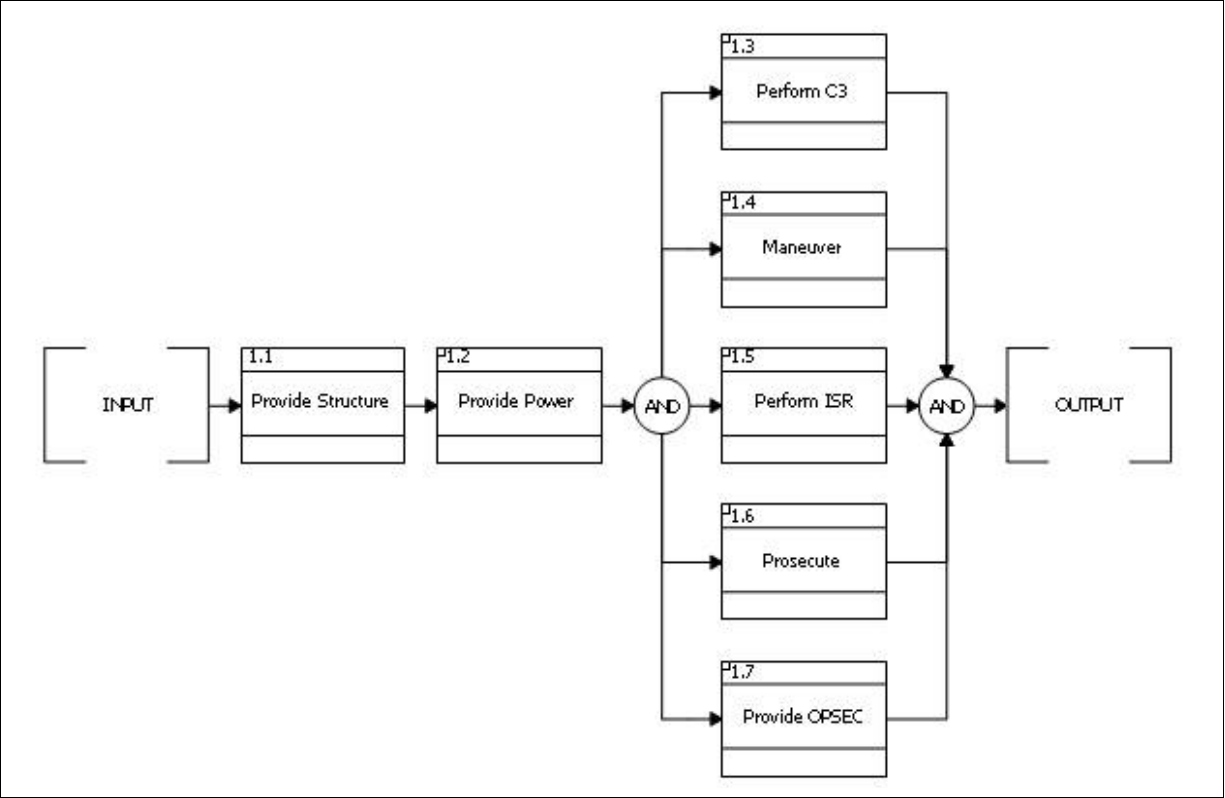 INPUT
1.1
Provide Structure
1.2
Provide Power
AND
1.3
Perform C3
1.4
Maneuver
1.5
Perform ISR
1.6
Prosecute
1.7
Provide OPSEC
AND
OUTPUT